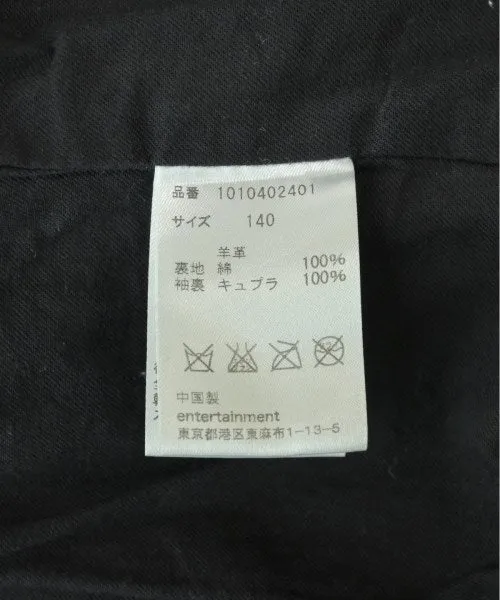 品番 1010402401
サイズ 140
羊革
裏地 綿 100%
袖裏 キュプラ 100%
中国製
entertainment
東京都港区東麻布1-13-5